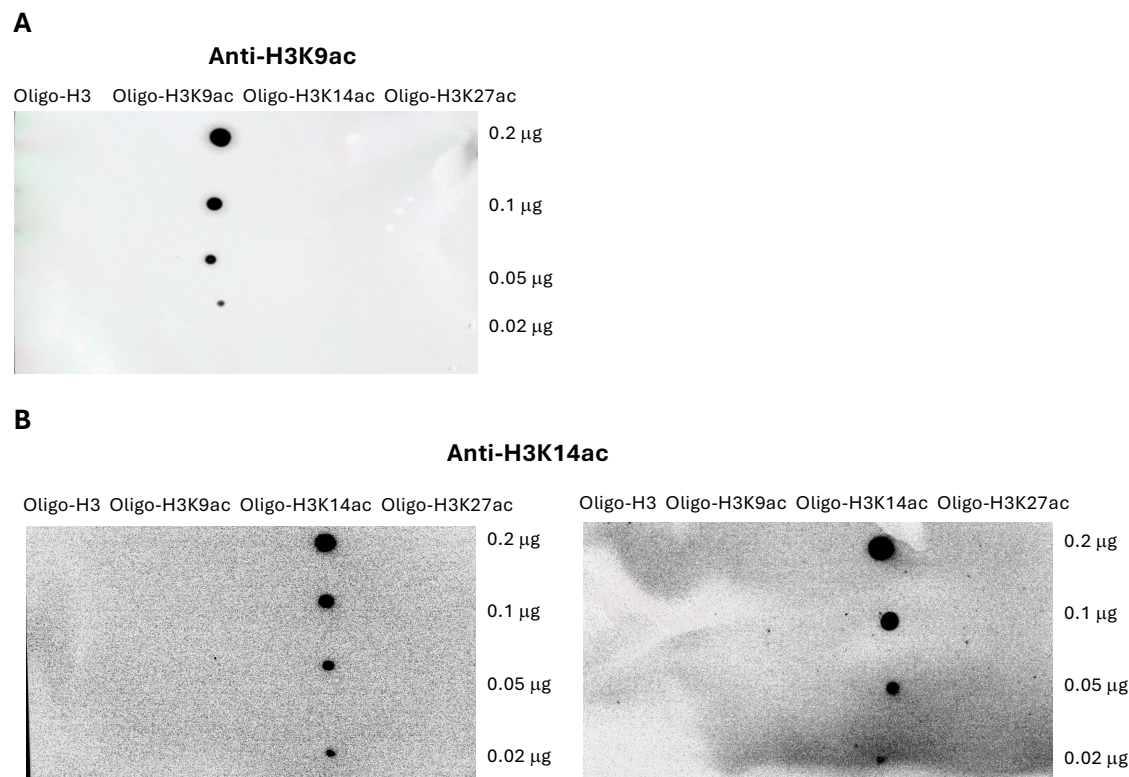 A
Anti-H3K9ac
Oligo-H3 Oligo-H3K9ac Oligo-H3K14ac Oligo-H3K27ac
0.2 µg
0.1 µg
0.05 µg
0.02 µg
B
Anti-H3K14ac
Oligo-H3 Oligo-H3K9ac Oligo-H3K14ac Oligo-H3K27ac
0.2 µg
0.1 µg
0.05 µg
0.02 µg
Oligo-H3 Oligo-H3K9ac Oligo-H3K14ac Oligo-H3K27ac
0.2 µg
0.1 µg
0.05 µg
0.02 µg